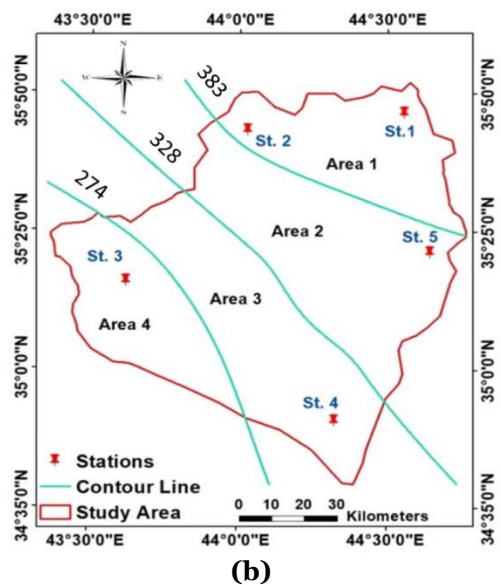 43°30'0"E 44°0'0"E 44°30'0"E
35°50'0"N
35°25'0"N
35°0'0"N
34°35'0"N
N
W E
S
383
328
274
St. 2
St.1
Area 1
Area 2
St. 5
St. 3
Area 3
Area 4
St. 4
Stations
Contour Line
Study Area
0 10 20 30
Kilometers
35°50'0"N
35°25'0"N
35°0'0"N
34°35'0"N
43°30'0"E 44°0'0"E 44°30'0"E
(b)